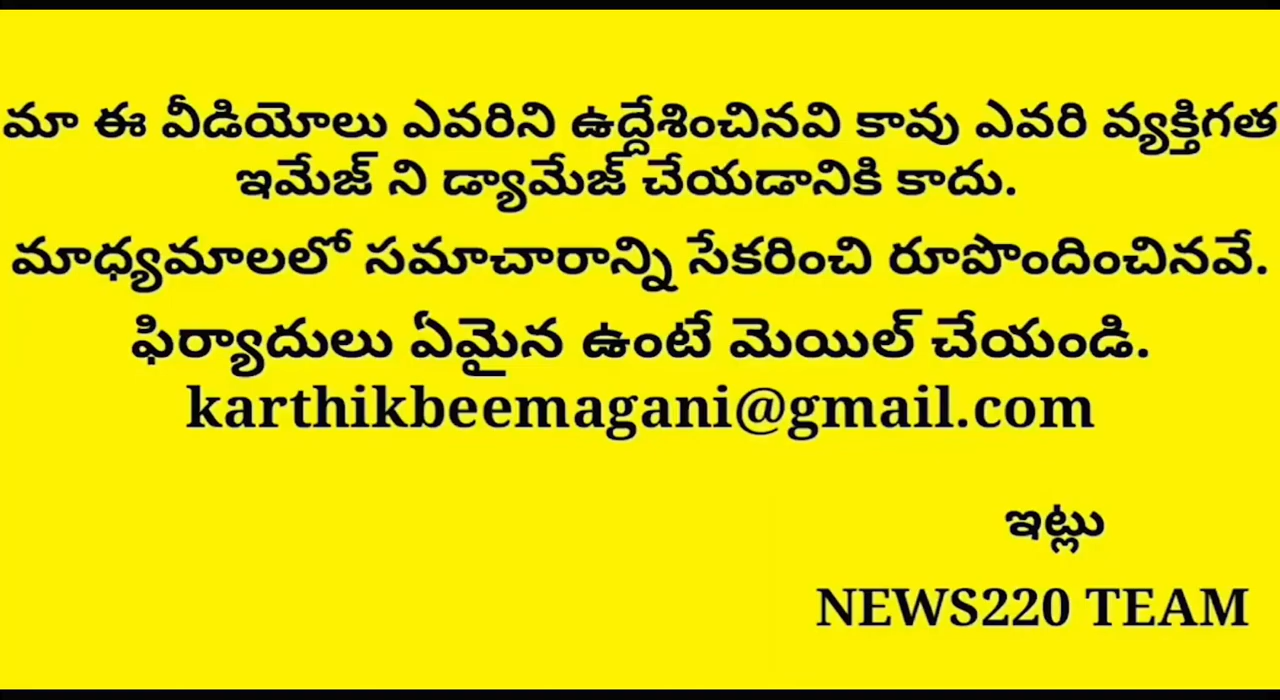 మా ఈ వీడియోలు ఎవరిని ఉద్దేశించినవి కావు ఎవరి వ్యక్తిగత
ఇమేజ్ ని డ్యామేజ్ చేయడానికి కాదు.
మాధ్యమాలలో సమాచారాన్ని సేకరించి రూపొందించినవే.
ఫిర్యాదులు ఏమైన ఉంటే మెయిల్ చేయండి.
karthikbeemagani@gmail.com
ఇట్లు
NEWS220 TEAM